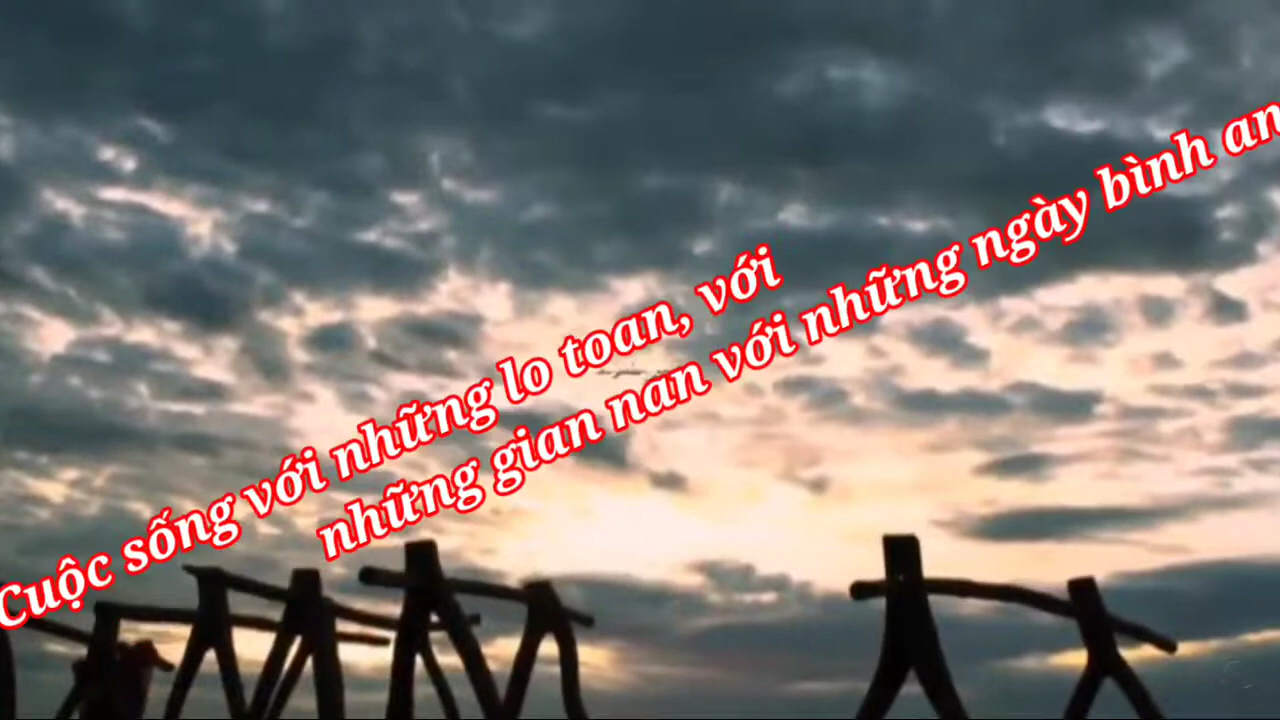 Cuộc sống với những lo toan, với
những gian nan với những ngày bình an